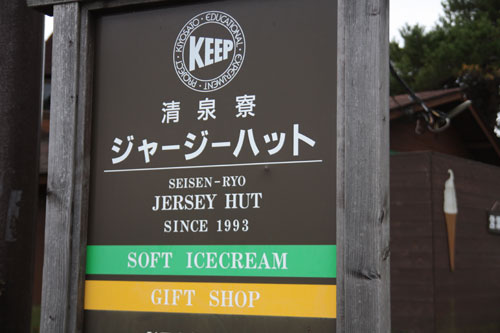 KIYOSATO · EDUCATIONAL · EXPERIMENT · PROJECT
KEEP
清泉寮
ジャージーハット
SEISEN-RYO
JERSEY HUT
SINCE 1993
SOFT ICECREAM
GIFT SHOP